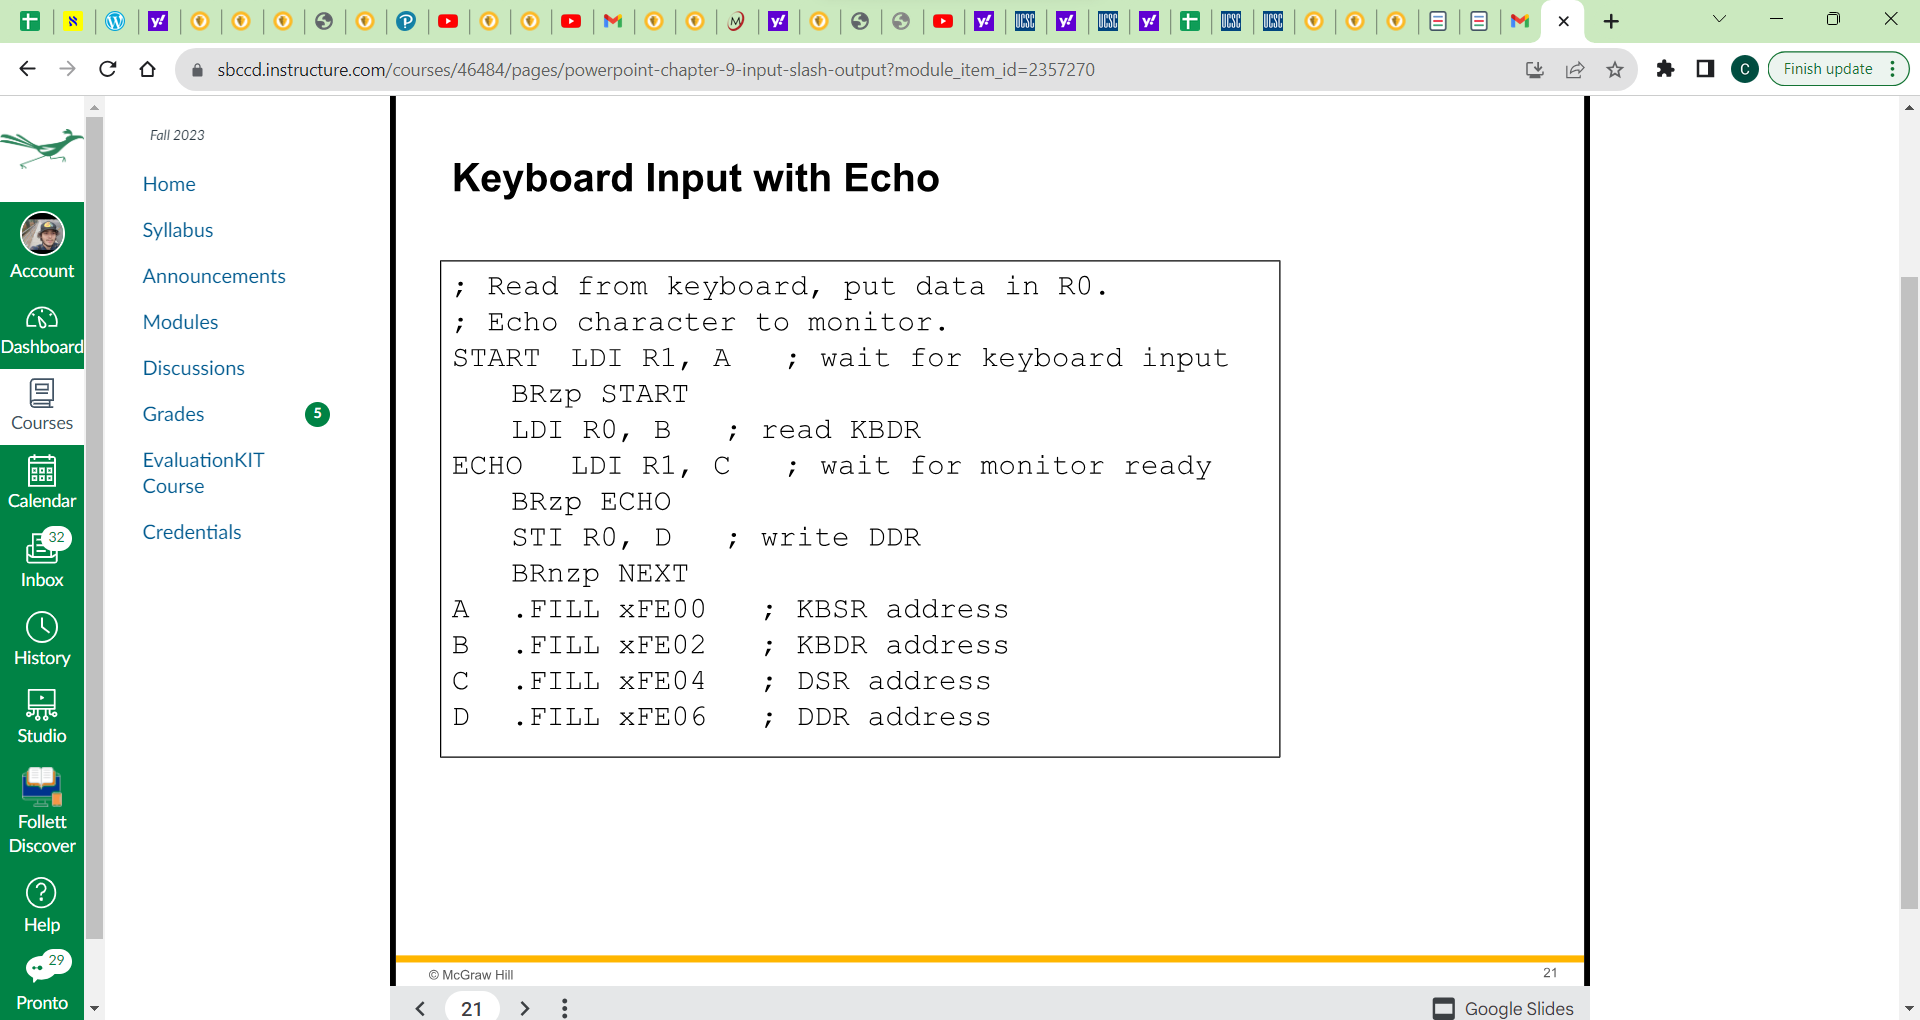 sbccd.instructure.com/courses/46484/pages/powerpoint-chapter-9-input-slash-output?module_item_id=2357270
C
Finish update
Fall 2023
Home
Syllabus
Announcements
Modules
Discussions
Grades 5
EvaluationKIT
Course
Credentials
Account
Dashboard
Courses
Calendar
32
Inbox
History
Studio
Follett
Discover
Help
29
Pronto
Keyboard Input with Echo
; Read from keyboard, put data in R0.
; Echo character to monitor.
START LDI R1, A ; wait for keyboard input
BRzp START
LDI R0, B ; read KBDR
ECHO LDI R1, C ; wait for monitor ready
BRzp ECHO
STI R0, D ; write DDR
BRnzp NEXT
A .FILL xFE00 ; KBSR address
B .FILL xFE02 ; KBDR address
C .FILL xFE04 ; DSR address
D .FILL xFE06 ; DDR address
© McGraw Hill
21
21
Google Slides